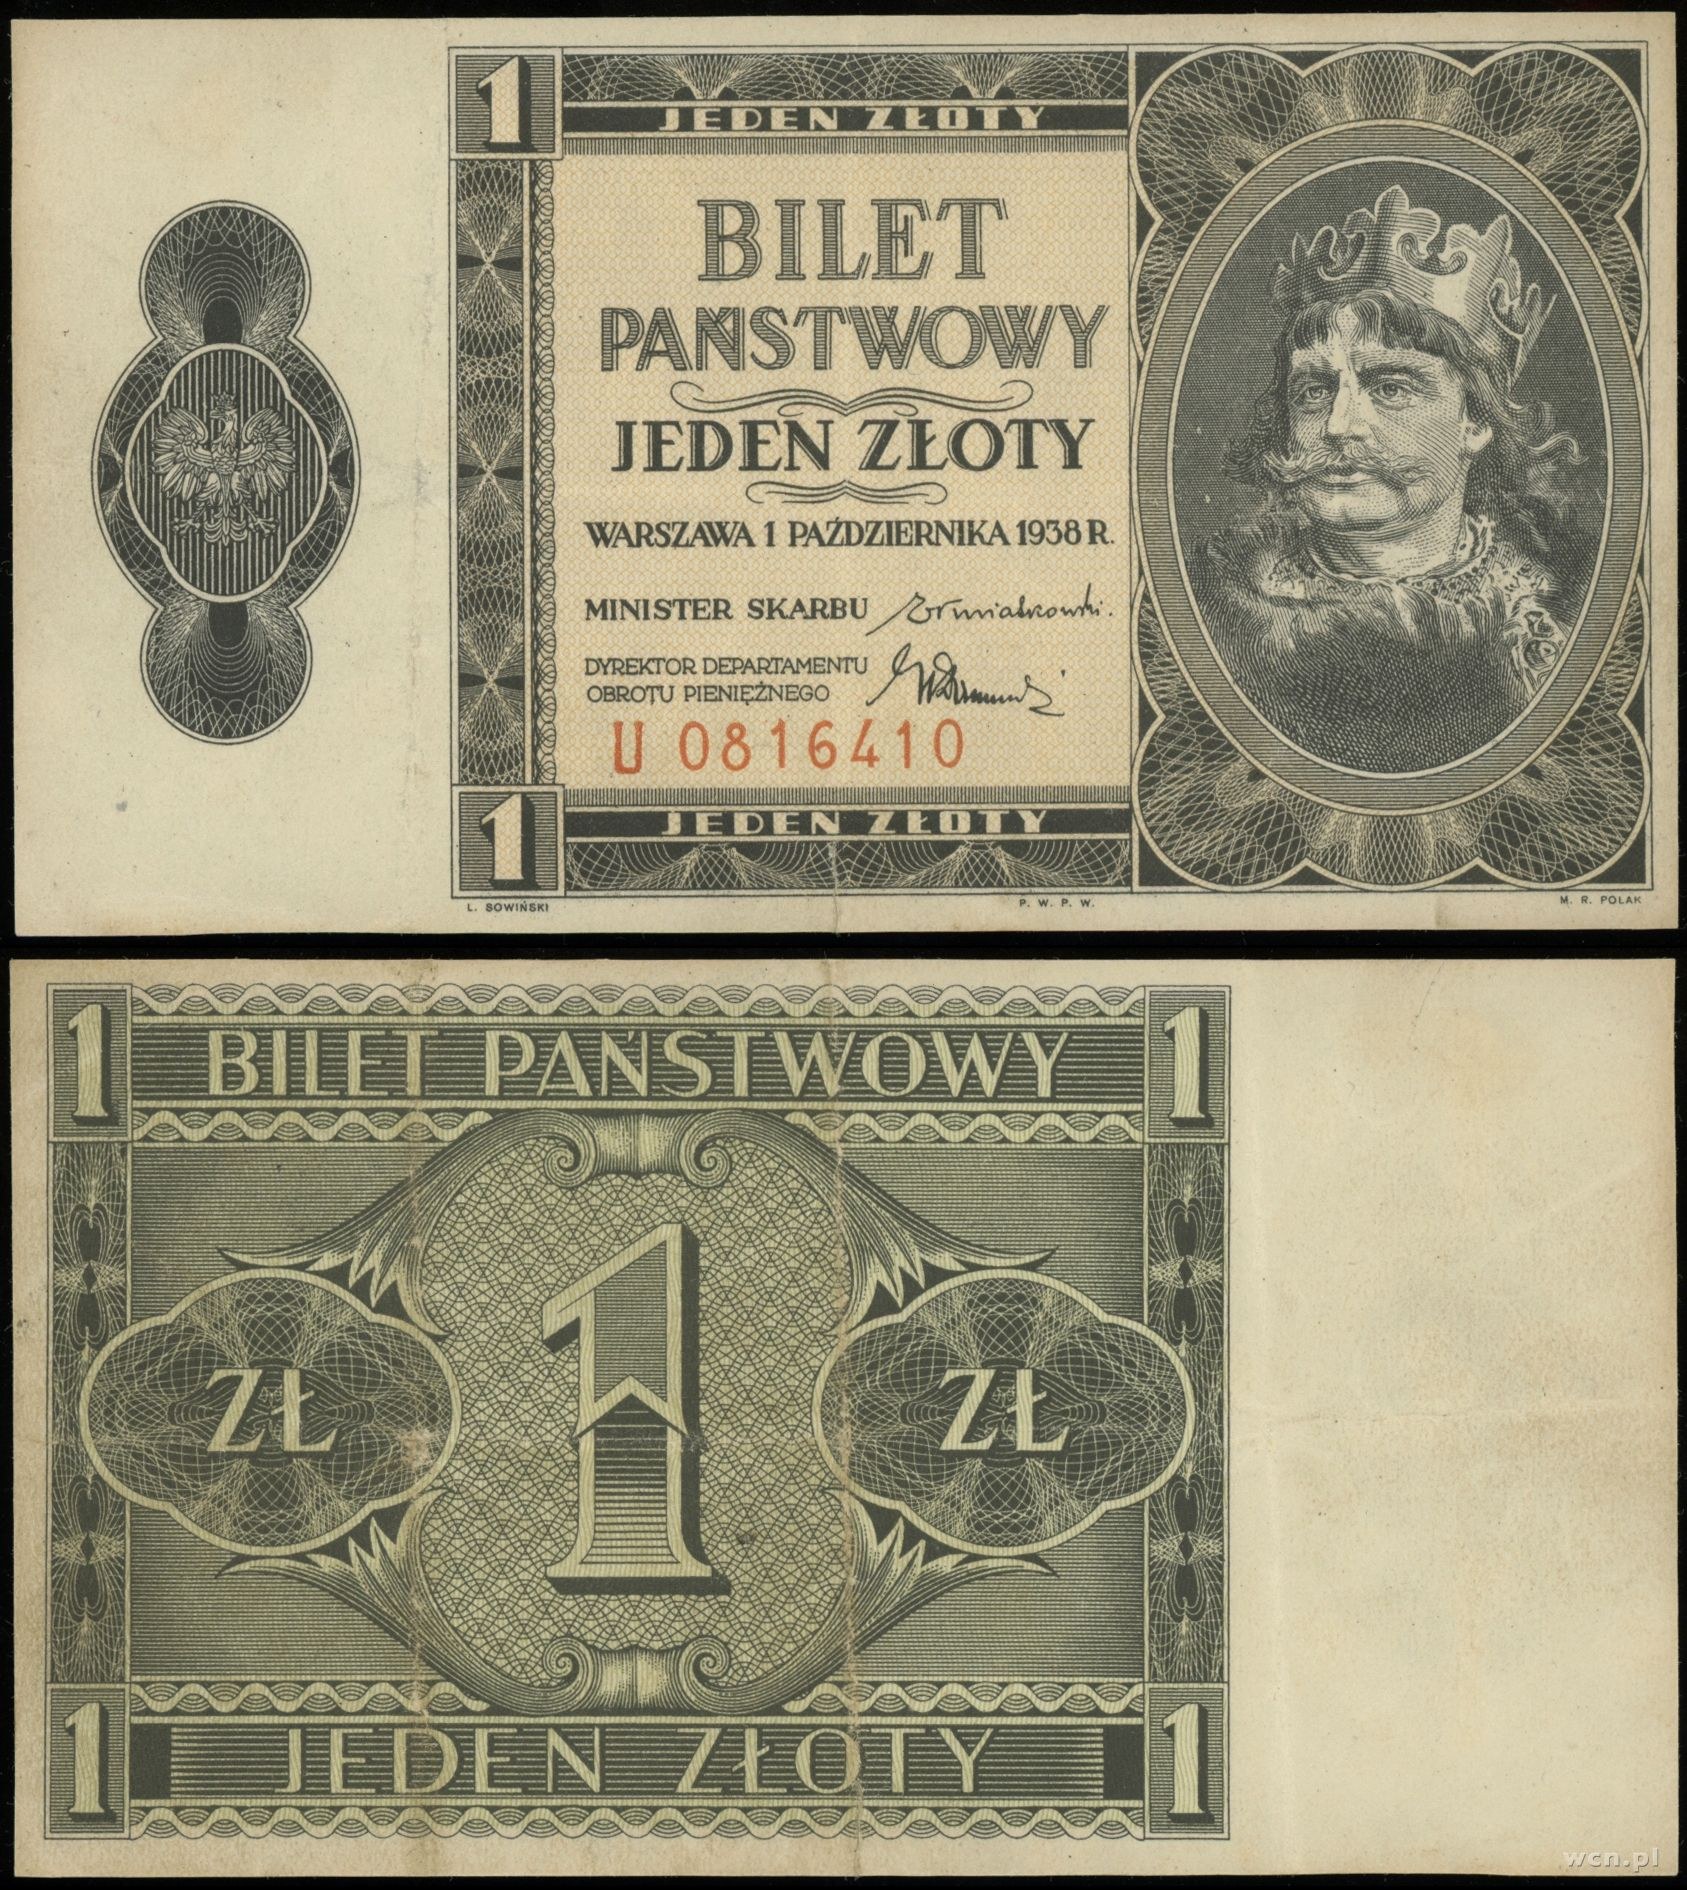 1
JEDEN ZŁOTY
BILET
PAŃSTWOWY
JEDEN ZŁOTY
WARSZAWA 1 PAŹDZIERNIKA 1938 R.
MINISTER SKARBU
DYREKTOR DEPARTAMENTU
OBROTU PIENIĘŻNEGO
U 0816410
1
JEDEN ZŁOTY
L. SOWIŃSKI
P. W. P. W.
M. R. POLAK
1
BILET PAŃSTWOWY
1
ZŁ
1
ZŁ
1
JEDEN ZŁOTY
1
wcn.pl